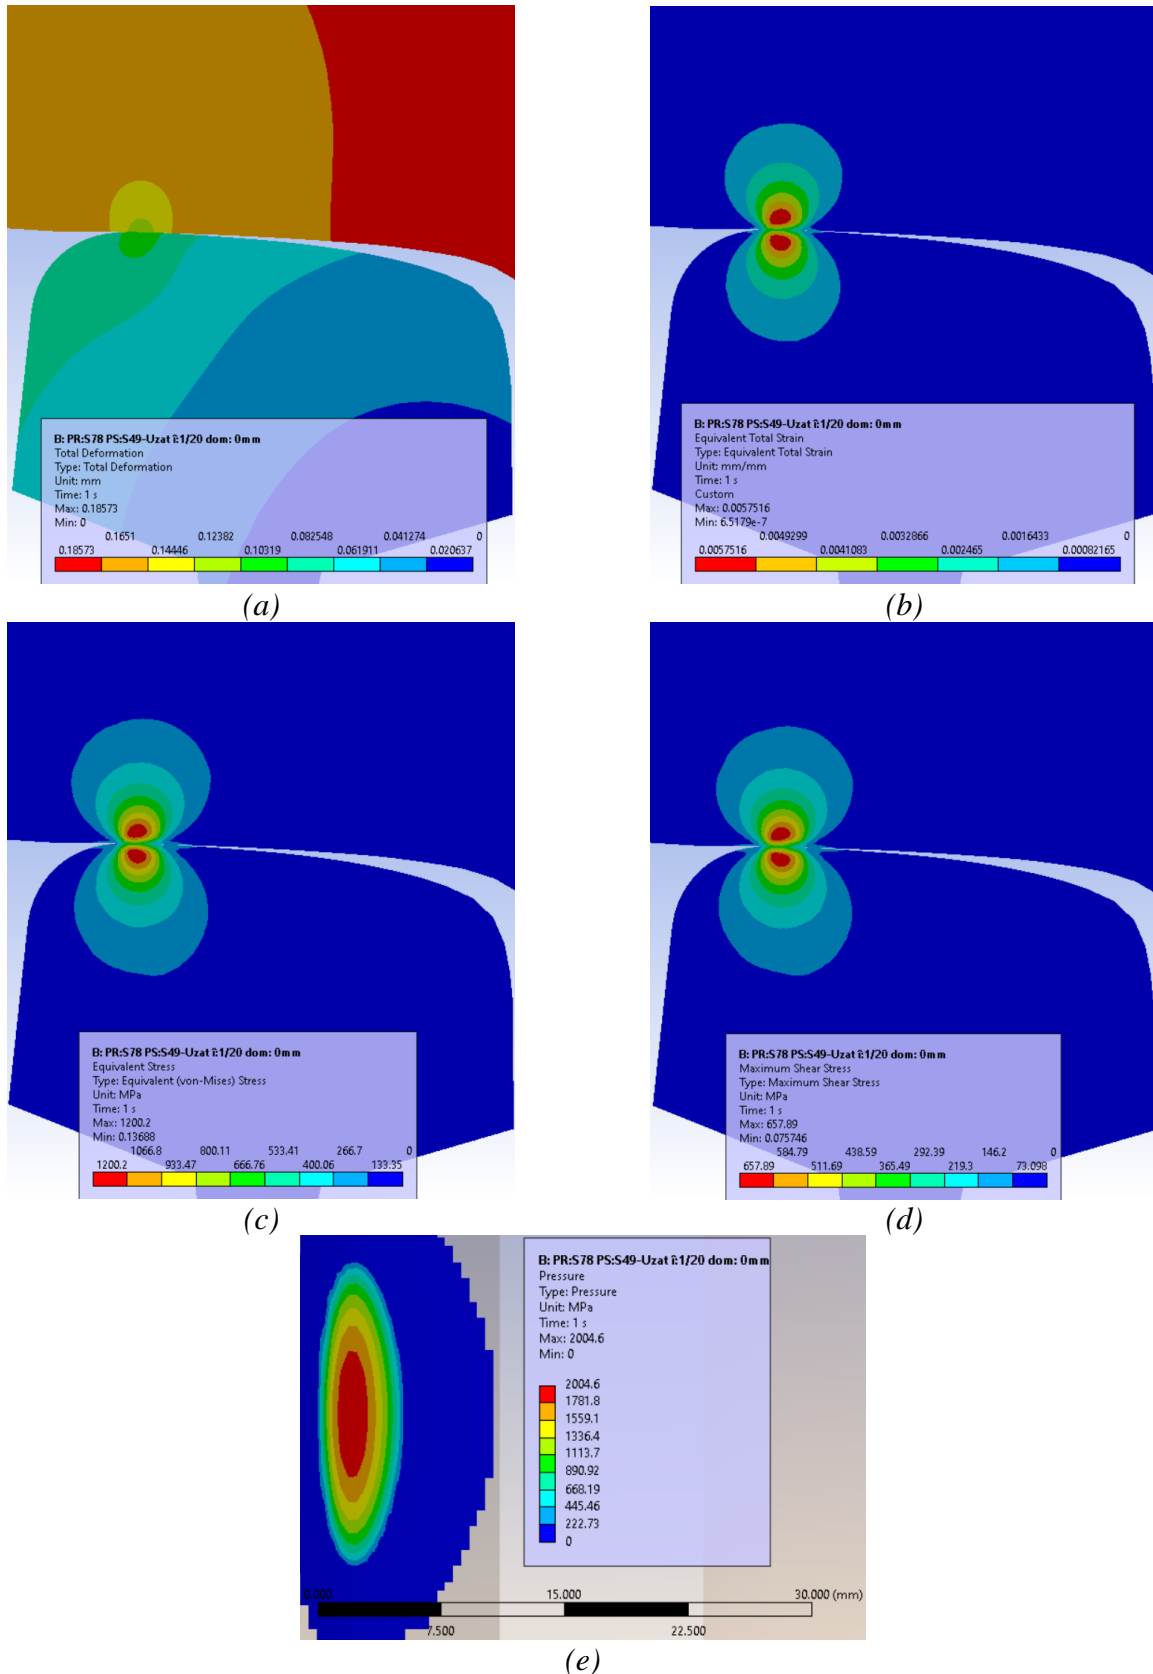 B: PR:S78 PS:S49-Uzat î:1/20 dom: 0mm
Total Deformation
Type: Total Deformation
Unit: mm
Time: 1 s
Max: 0.18573
Min: 0
0.1651 0.12382 0.082548 0.041274 0
0.18573 0.14446 0.10319 0.061911 0.020637
(a)
B: PR:S78 PS:S49-Uzat î:1/20 dom: 0mm
Equivalent Total Strain
Type: Equivalent Total Strain
Unit: mm/mm
Time: 1 s
Custom
Max: 0.0057516
Min: 6.5179e-7
0.0049299 0.0032866 0.0016433 0
0.0057516 0.0041083 0.002465 0.00082165
(b)
B: PR:S78 PS:S49-Uzat î:1/20 dom: 0mm
Equivalent Stress
Type: Equivalent (von-Mises) Stress
Unit: MPa
Time: 1 s
Max: 1200.2
Min: 0.13688
1066.8 800.11 533.41 266.7 0
1200.2 933.47 666.76 400.06 133.35
(c)
B: PR:S78 PS:S49-Uzat î:1/20 dom: 0mm
Maximum Shear Stress
Type: Maximum Shear Stress
Unit: MPa
Time: 1 s
Max: 657.89
Min: 0.075746
584.79 438.59 292.39 146.2 0
657.89 511.69 365.49 219.3 73.098
(d)
B: PR:S78 PS:S49-Uzat î:1/20 dom: 0mm
Pressure
Type: Pressure
Unit: MPa
Time: 1 s
Max: 2004.6
Min: 0
2004.6
1781.8
1559.1
1336.4
1113.7
890.92
668.19
445.46
222.73
0
0.000 15.000 30.000 (mm)
7.500 22.500
(e)